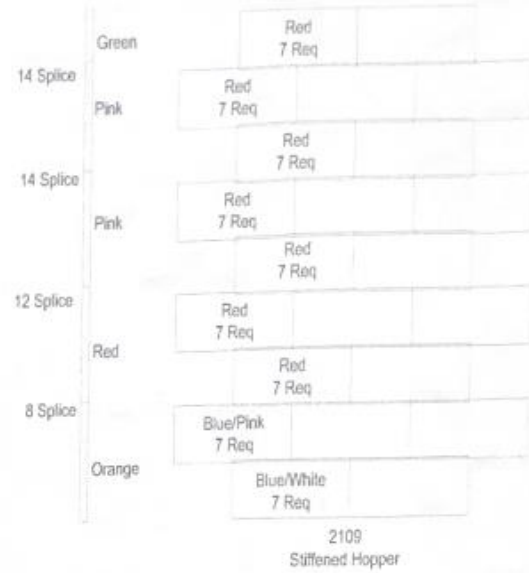 Green
Red
7 Req
14 Splice
Red
7 Req
Pink
Red
7 Req
14 Splice
Red
7 Req
Pink
Red
7 Req
12 Splice
Red
7 Req
Red
Red
7 Req
8 Splice
Blue/Pink
7 Req
Orange
Blue/White
7 Req
2109
Stiffened Hopper